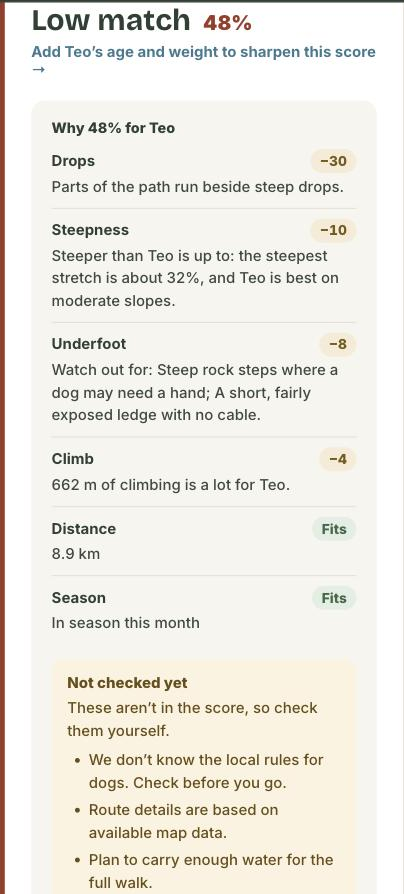 Low match 48%
Add Teo’s age and weight to sharpen this score
→
Why 48% for Teo
Drops −30
Parts of the path run beside steep drops.
Steepness −10
Steeper than Teo is up to: the steepest
stretch is about 32%, and Teo is best on
moderate slopes.
Underfoot −8
Watch out for: Steep rock steps where a
dog may need a hand; A short, fairly
exposed ledge with no cable.
Climb −4
662 m of climbing is a lot for Teo.
Distance Fits
8.9 km
Season Fits
In season this month
Not checked yet
These aren’t in the score, so check
them yourself.
• We don’t know the local rules for
dogs. Check before you go.
• Route details are based on
available map data.
• Plan to carry enough water for the
full walk.